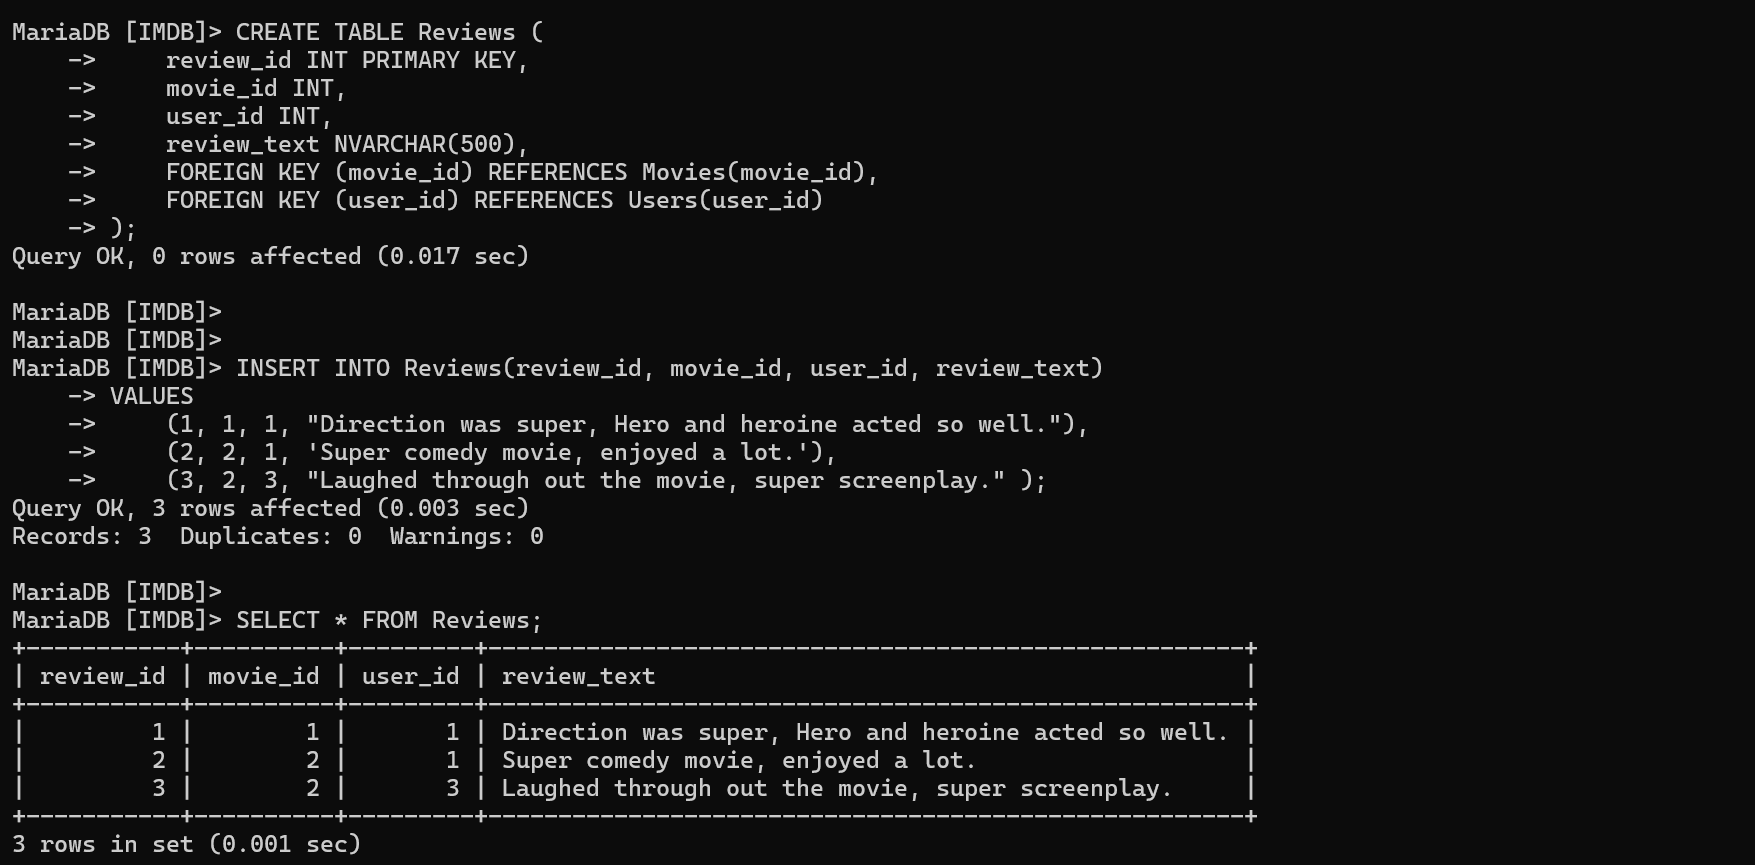 MariaDB [IMDB]> CREATE TABLE Reviews (
    ->     review_id INT PRIMARY KEY,
    ->     movie_id INT,
    ->     user_id INT,
    ->     review_text NVARCHAR(500),
    ->     FOREIGN KEY (movie_id) REFERENCES Movies(movie_id),
    ->     FOREIGN KEY (user_id) REFERENCES Users(user_id)
    -> );
Query OK, 0 rows affected (0.017 sec)

MariaDB [IMDB]>
MariaDB [IMDB]>
MariaDB [IMDB]> INSERT INTO Reviews(review_id, movie_id, user_id, review_text)
    -> VALUES
    ->     (1, 1, 1, "Direction was super, Hero and heroine acted so well."),
    ->     (2, 2, 1, 'Super comedy movie, enjoyed a lot.'),
    ->     (3, 2, 3, "Laughed through out the movie, super screenplay." );
Query OK, 3 rows affected (0.003 sec)
Records: 3  Duplicates: 0  Warnings: 0

MariaDB [IMDB]>
MariaDB [IMDB]> SELECT * FROM Reviews;
+-----------+----------+---------+------------------------------------------------------+
| review_id | movie_id | user_id | review_text                                          |
+-----------+----------+---------+------------------------------------------------------+
|         1 |        1 |       1 | Direction was super, Hero and heroine acted so well. |
|         2 |        2 |       1 | Super comedy movie, enjoyed a lot.                   |
|         3 |        2 |       3 | Laughed through out the movie, super screenplay.     |
+-----------+----------+---------+------------------------------------------------------+
3 rows in set (0.001 sec)